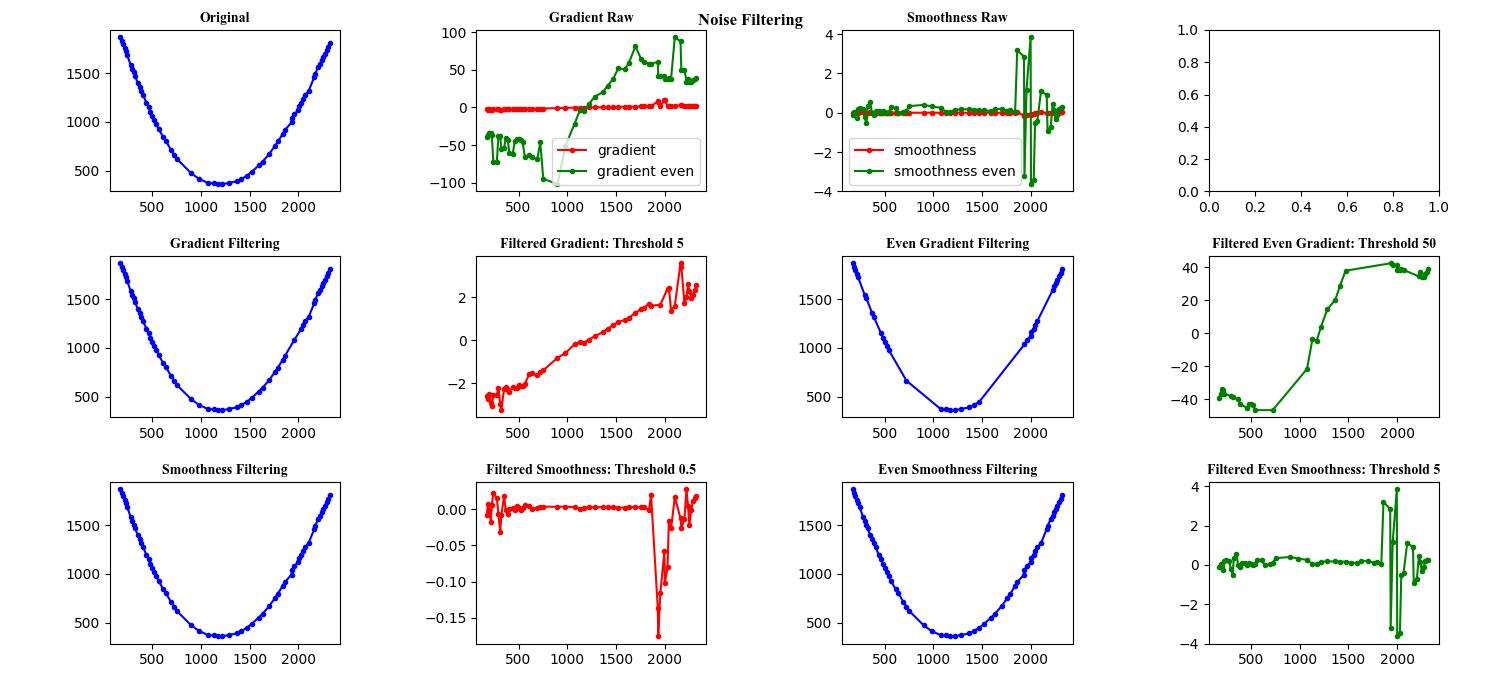 Noise Filtering
Original
1500
1000
500
500 1000 1500 2000
Gradient Raw
100
50
0
−50
−100
gradient
gradient even
500 1000 1500 2000
Smoothness Raw
4
2
0
−2
−4
smoothness
smoothness even
500 1000 1500 2000
1.0
0.8
0.6
0.4
0.2
0.0
0.0 0.2 0.4 0.6 0.8 1.0
Gradient Filtering
1500
1000
500
500 1000 1500 2000
Filtered Gradient: Threshold 5
2
0
−2
500 1000 1500 2000
Even Gradient Filtering
1500
1000
500
500 1000 1500 2000
Filtered Even Gradient: Threshold 50
40
20
0
−20
−40
500 1000 1500 2000
Smoothness Filtering
1500
1000
500
500 1000 1500 2000
Filtered Smoothness: Threshold 0.5
0.00
−0.05
−0.10
−0.15
500 1000 1500 2000
Even Smoothness Filtering
1500
1000
500
500 1000 1500 2000
Filtered Even Smoothness: Threshold 5
4
2
0
−2
−4
500 1000 1500 2000